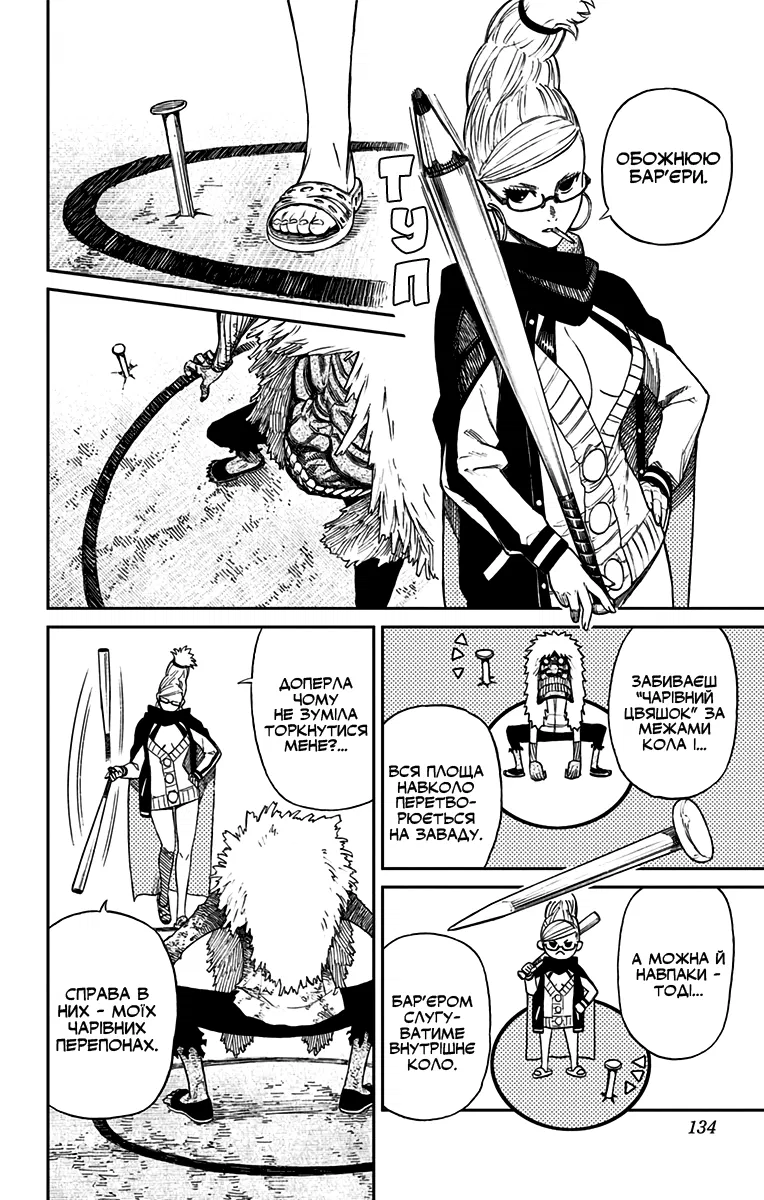 ОБОЖНЮЮ
БАР'ЄРИ.
ТУП
ЗАБИВАЄШ
"ЧАРІВНИЙ
ЦВЯШОК" ЗА
МЕЖАМИ
КОЛА І...
ВСЯ ПЛОЩА
НАВКОЛО
ПЕРЕТВО-
РЮЄТЬСЯ
НА ЗАВАДУ.
А МОЖНА Й
НАВПАКИ -
ТОДІ...
БАР'ЄРОМ
СЛУГУ-
ВАТИМЕ
ВНУТРІШНЄ
КОЛО.
ДОПЕРЛА
ЧОМУ
НЕ ЗУМІЛА
ТОРКНУТИСЯ
МЕНЕ?...
СПРАВА В
НИХ - МОЇХ
ЧАРІВНИХ
ПЕРЕПОНАХ.
134